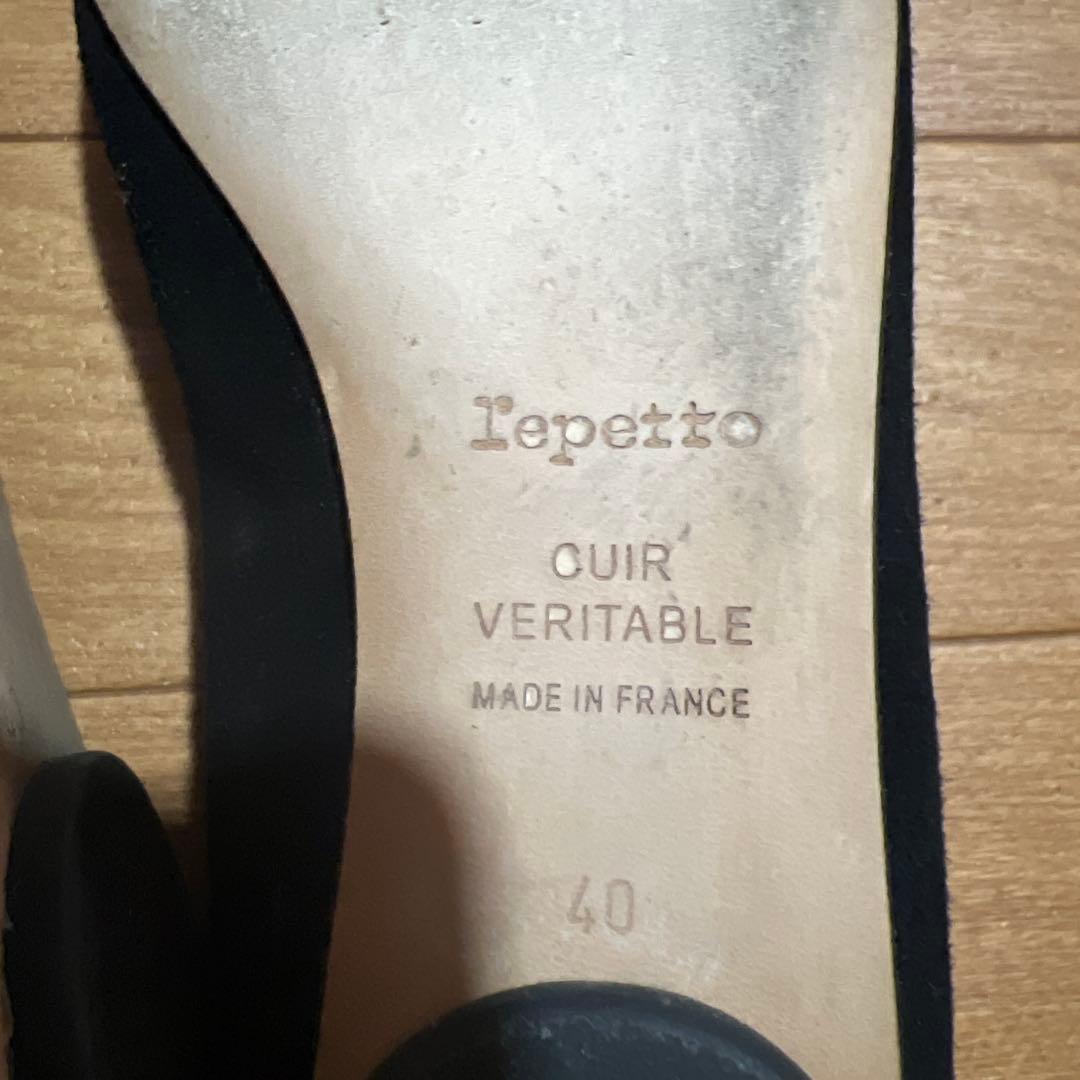 repetto
CUIR
VERITABLE
MADE IN FRANCE
40